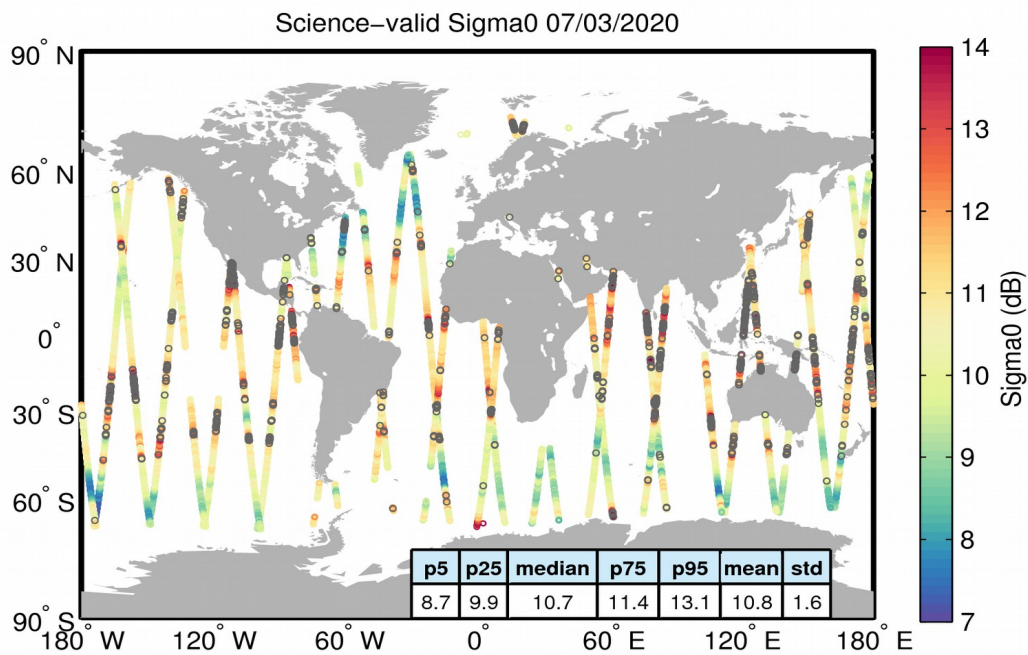 Science−valid Sigma0 07/03/2020
90° N
60° N
30° N
0°
30° S
60° S
90° S
180° W 120° W 60° W 0° 60° E 120° E 180° E
14
13
12
11
10
9
8
7
Sigma0 (dB)
p5 p25 median p75 p95 mean std
8.7 9.9 10.7 11.4 13.1 10.8 1.6